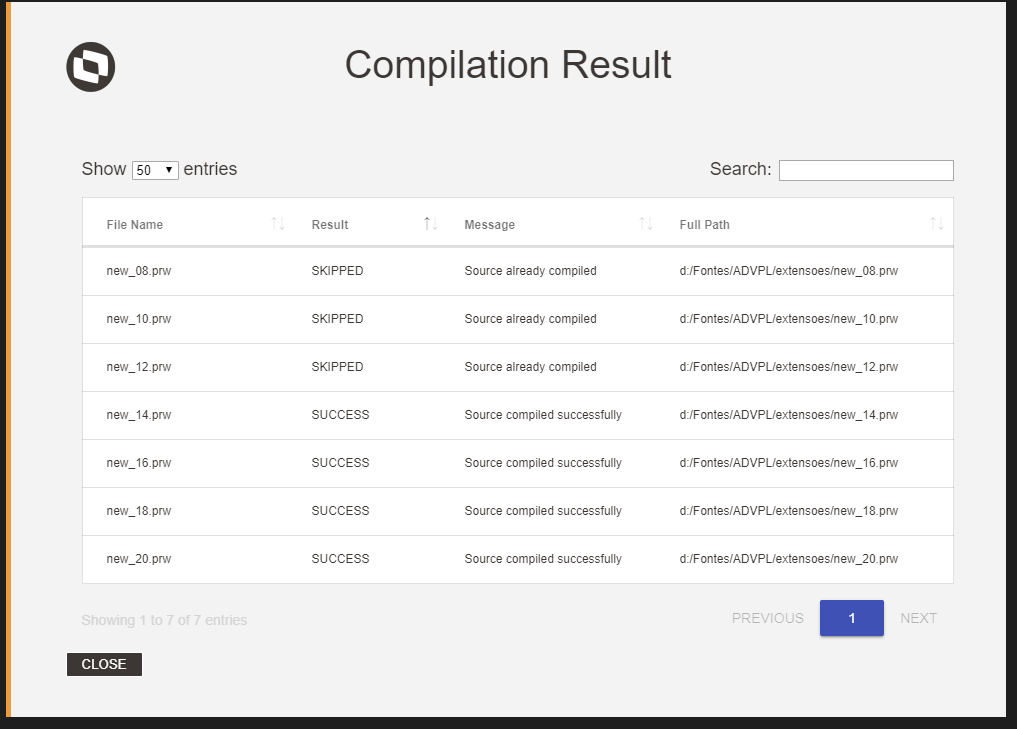 Compilation Result
Show 50 entries Search:
File Name Result Message Full Path
new_08.prw SKIPPED Source already compiled d:/Fontes/ADVPL/extensoes/new_08.prw
new_10.prw SKIPPED Source already compiled d:/Fontes/ADVPL/extensoes/new_10.prw
new_12.prw SKIPPED Source already compiled d:/Fontes/ADVPL/extensoes/new_12.prw
new_14.prw SUCCESS Source compiled successfully d:/Fontes/ADVPL/extensoes/new_14.prw
new_16.prw SUCCESS Source compiled successfully d:/Fontes/ADVPL/extensoes/new_16.prw
new_18.prw SUCCESS Source compiled successfully d:/Fontes/ADVPL/extensoes/new_18.prw
new_20.prw SUCCESS Source compiled successfully d:/Fontes/ADVPL/extensoes/new_20.prw
Showing 1 to 7 of 7 entries PREVIOUS 1 NEXT
CLOSE